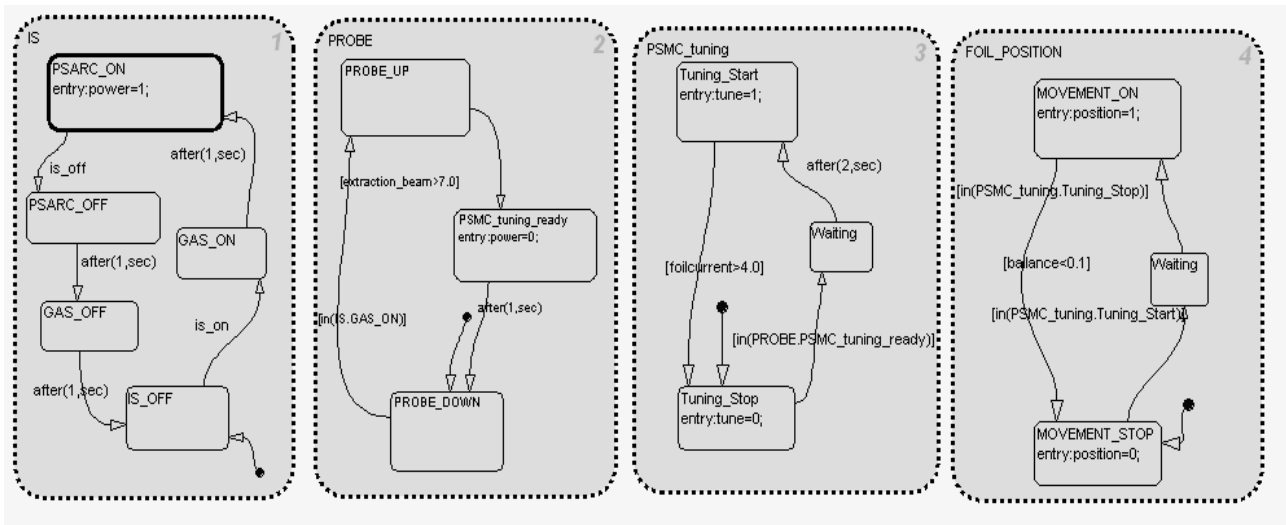 IS
1
PSARC_ON
entry:power=1;
after(1,sec)
is_off
PSARC_OFF
GAS_ON
after(1,sec)
GAS_OFF
is_on
after(1,sec)
IS_OFF
PROBE
2
PROBE_UP
[extraction_beam>7.0]
PSMC_tuning_ready
entry:power=0;
after(1,sec)
[in(IS.GAS_ON)]
PROBE_DOWN
PSMC_tuning
3
Tuning_Start
entry:tune=1;
after(2,sec)
Waiting
[foilcurrent>4.0]
[in(PROBE.PSMC_tuning_ready)]
Tuning_Stop
entry:tune=0;
FOIL_POSITION
4
MOVEMENT_ON
entry:position=1;
[in(PSMC_tuning.Tuning_Stop)]
[ballance<0.1]
Waiting
[in(PSMC_tuning.Tuning_Start)]
MOVEMENT_STOP
entry:position=0;